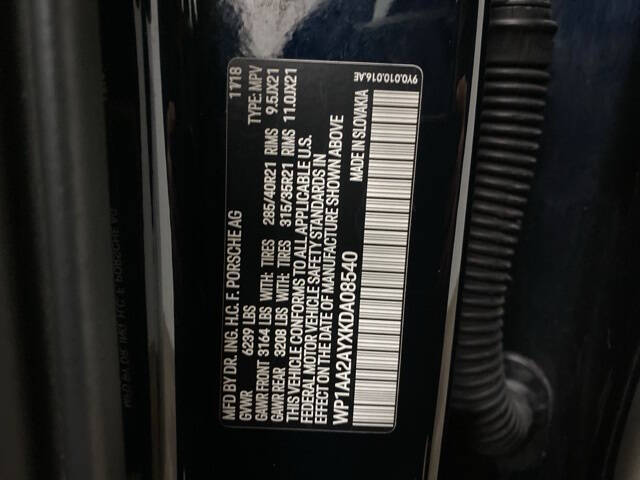 MFD BY DR. ING. H.C. F. PORSCHE AG 11/18
GVWR 6239 LBS TYPE: MPV
GAWR FRONT 3164 LBS WITH: TIRES 285/40R21 RIMS 9.5JX21
GAWR REAR 3208 LBS WITH: TIRES 315/35R21 RIMS 11.0JX21
THIS VEHICLE CONFORMS TO ALL APPLICABLE U.S.
FEDERAL MOTOR VEHICLE SAFETY STANDARDS IN
EFFECT ON THE DATE OF MANUFACTURE SHOWN ABOVE
WP1AA2AYXKDA08540
MADE IN SLOVAKIA
9Y0.010.016.AE